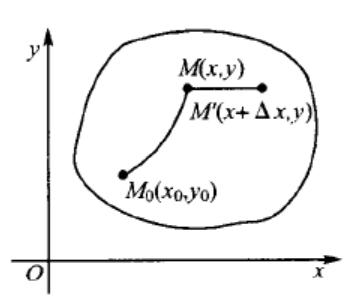 y
M(x,y)
M'(x+Δx,y)
M₀(x₀,y₀)
O
x